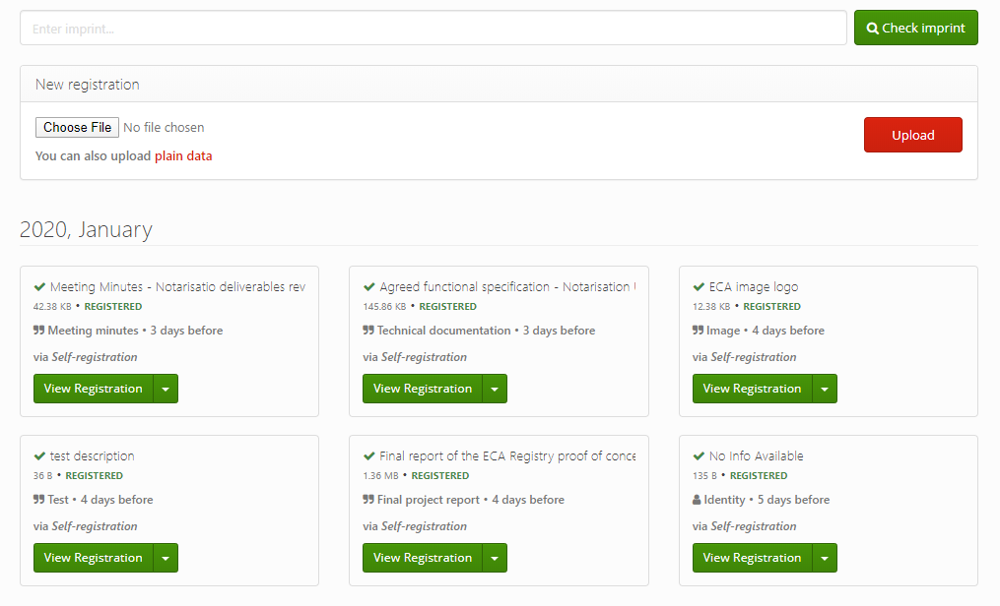 Enter imprint...
Check imprint
New registration
Choose File No file chosen
Upload
You can also upload plain data
2020, January
Meeting Minutes - Notarisatio deliverables rev
42.38 KB • REGISTERED
Meeting minutes • 3 days before
via Self-registration
View Registration
Agreed functional specification - Notarisation
145.86 KB • REGISTERED
Technical documentation • 3 days before
via Self-registration
View Registration
ECA image logo
12.38 KB • REGISTERED
Image • 4 days before
via Self-registration
View Registration
test description
36 B • REGISTERED
Test • 4 days before
via Self-registration
View Registration
Final report of the ECA Registry proof of conce
1.36 MB • REGISTERED
Final project report • 4 days before
via Self-registration
View Registration
No Info Available
135 B • REGISTERED
Identity • 5 days before
via Self-registration
View Registration